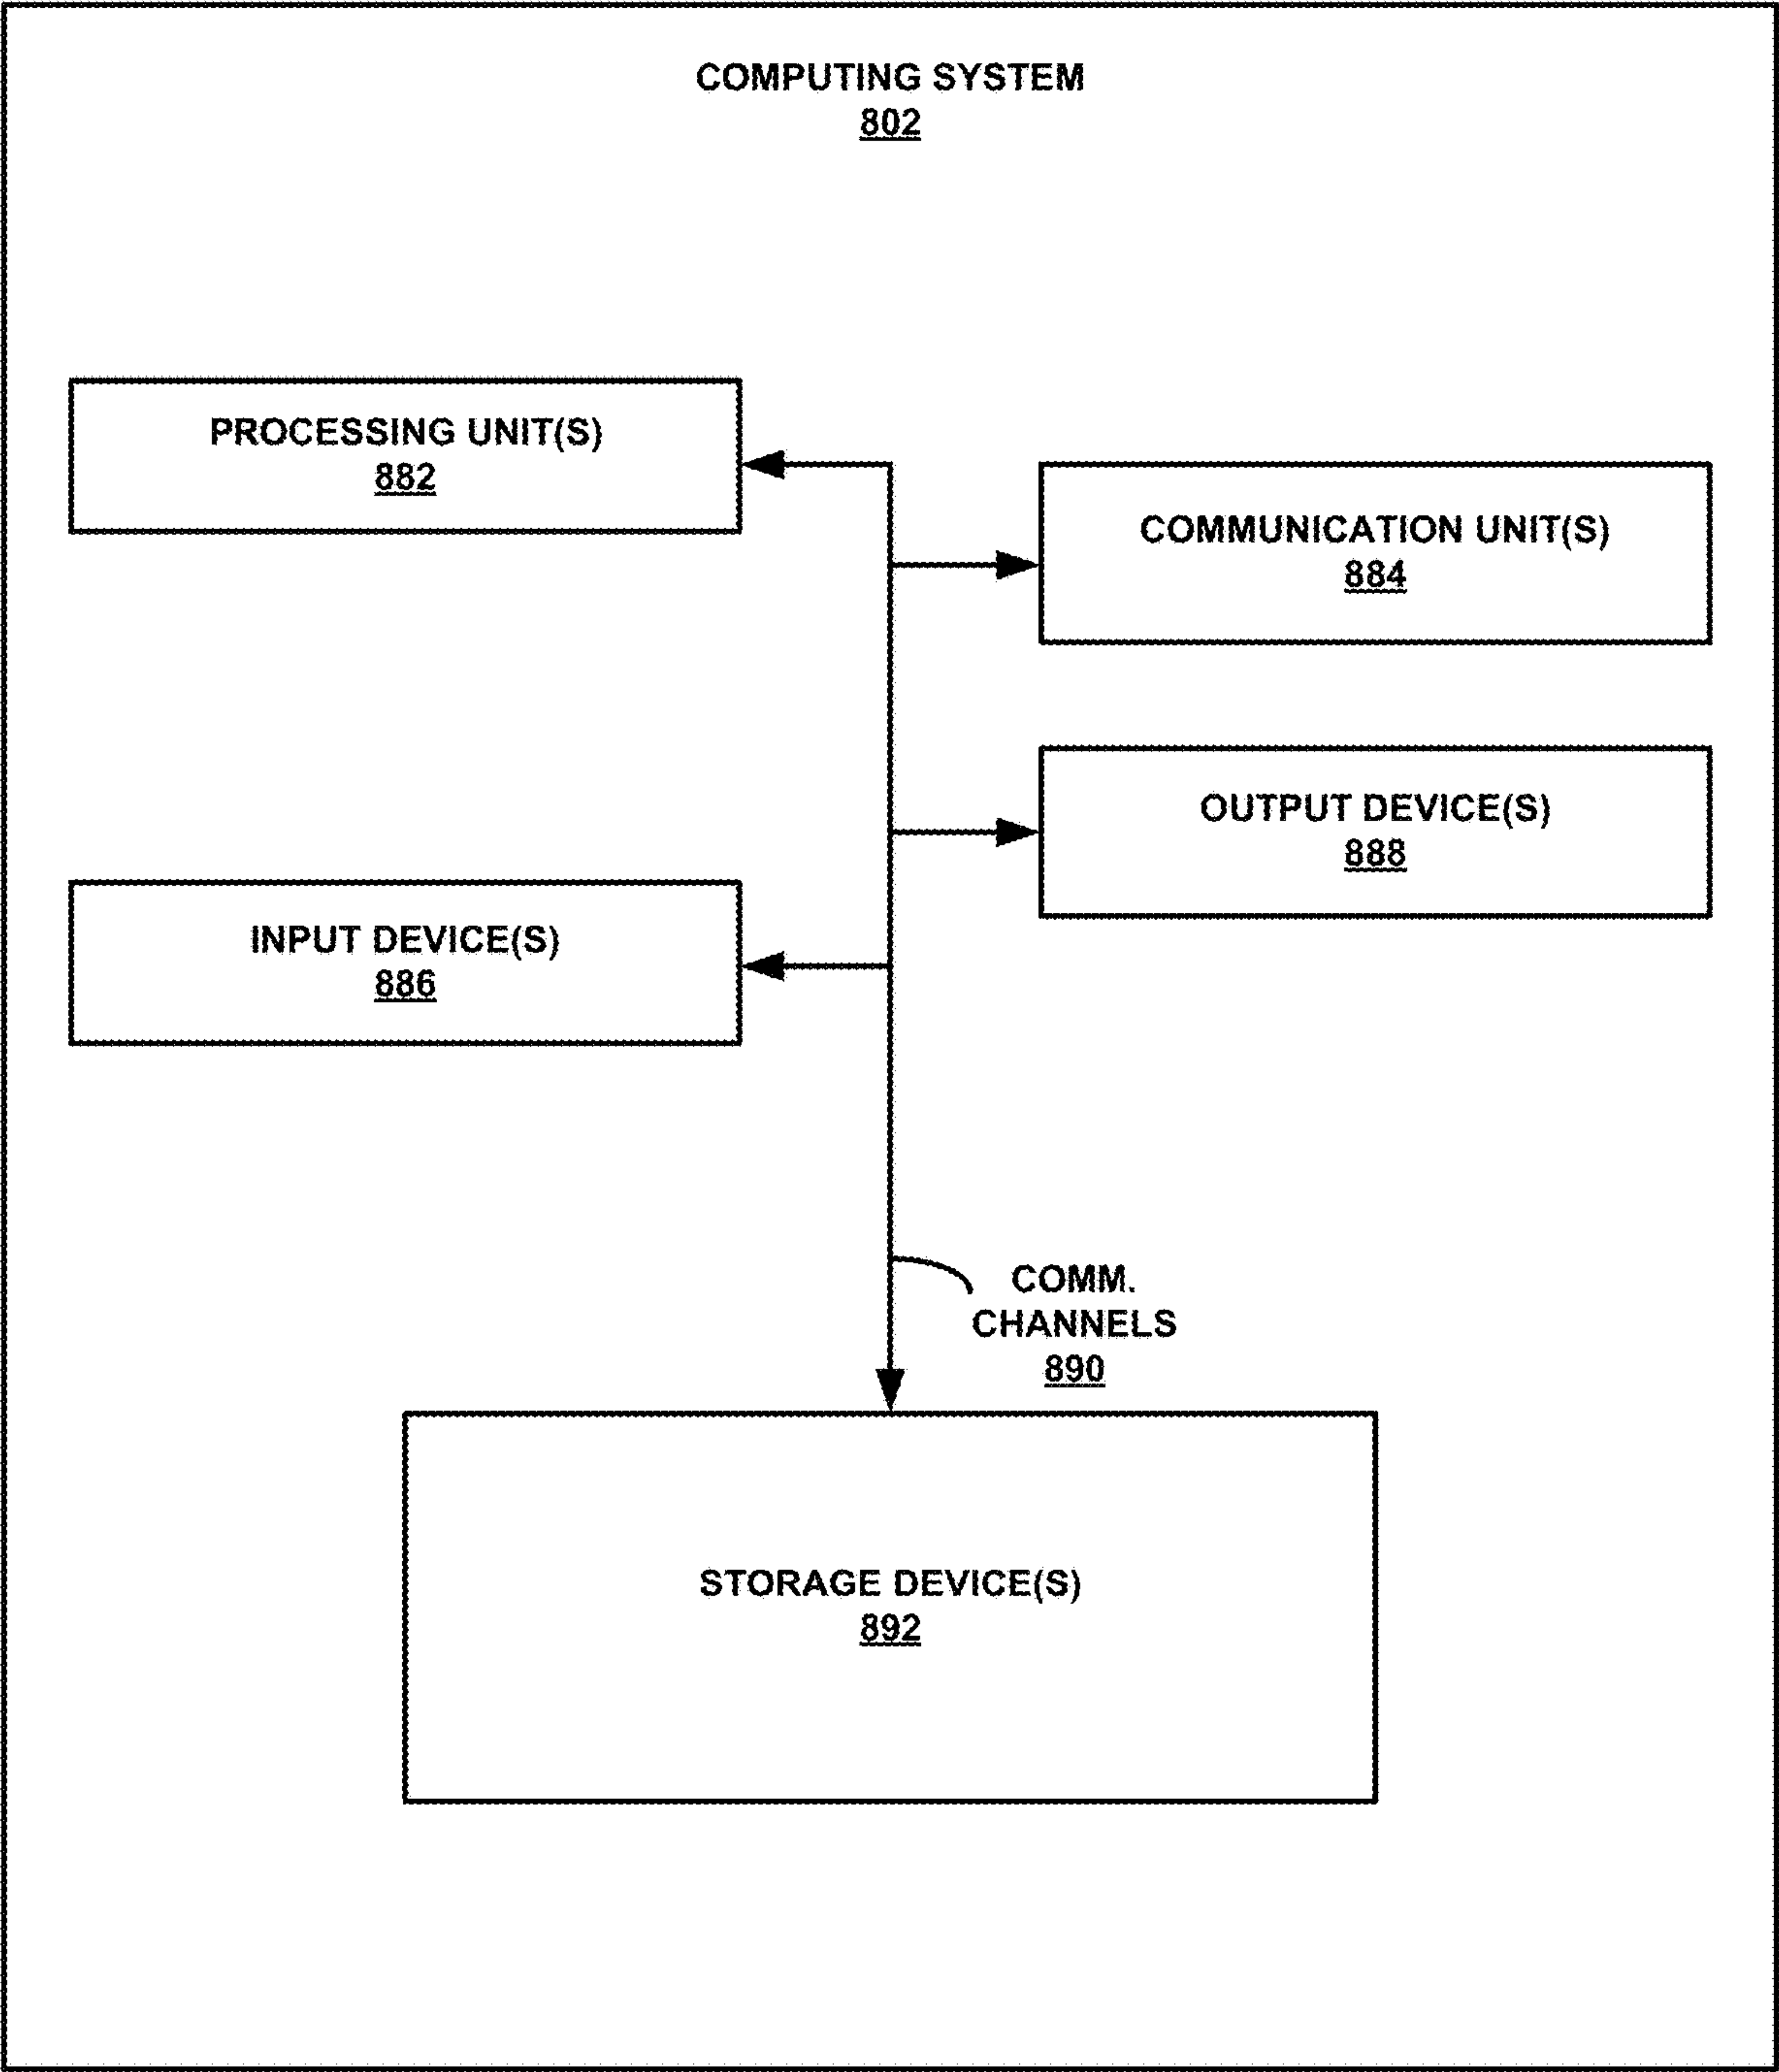 COMPUTING SYSTEM
802
PROCESSING UNIT(S)
882
COMMUNICATION UNIT(S)
884
OUTPUT DEVICE(S)
888
INPUT DEVICE(S)
886
COMM.
CHANNELS
890
STORAGE DEVICE(S)
892